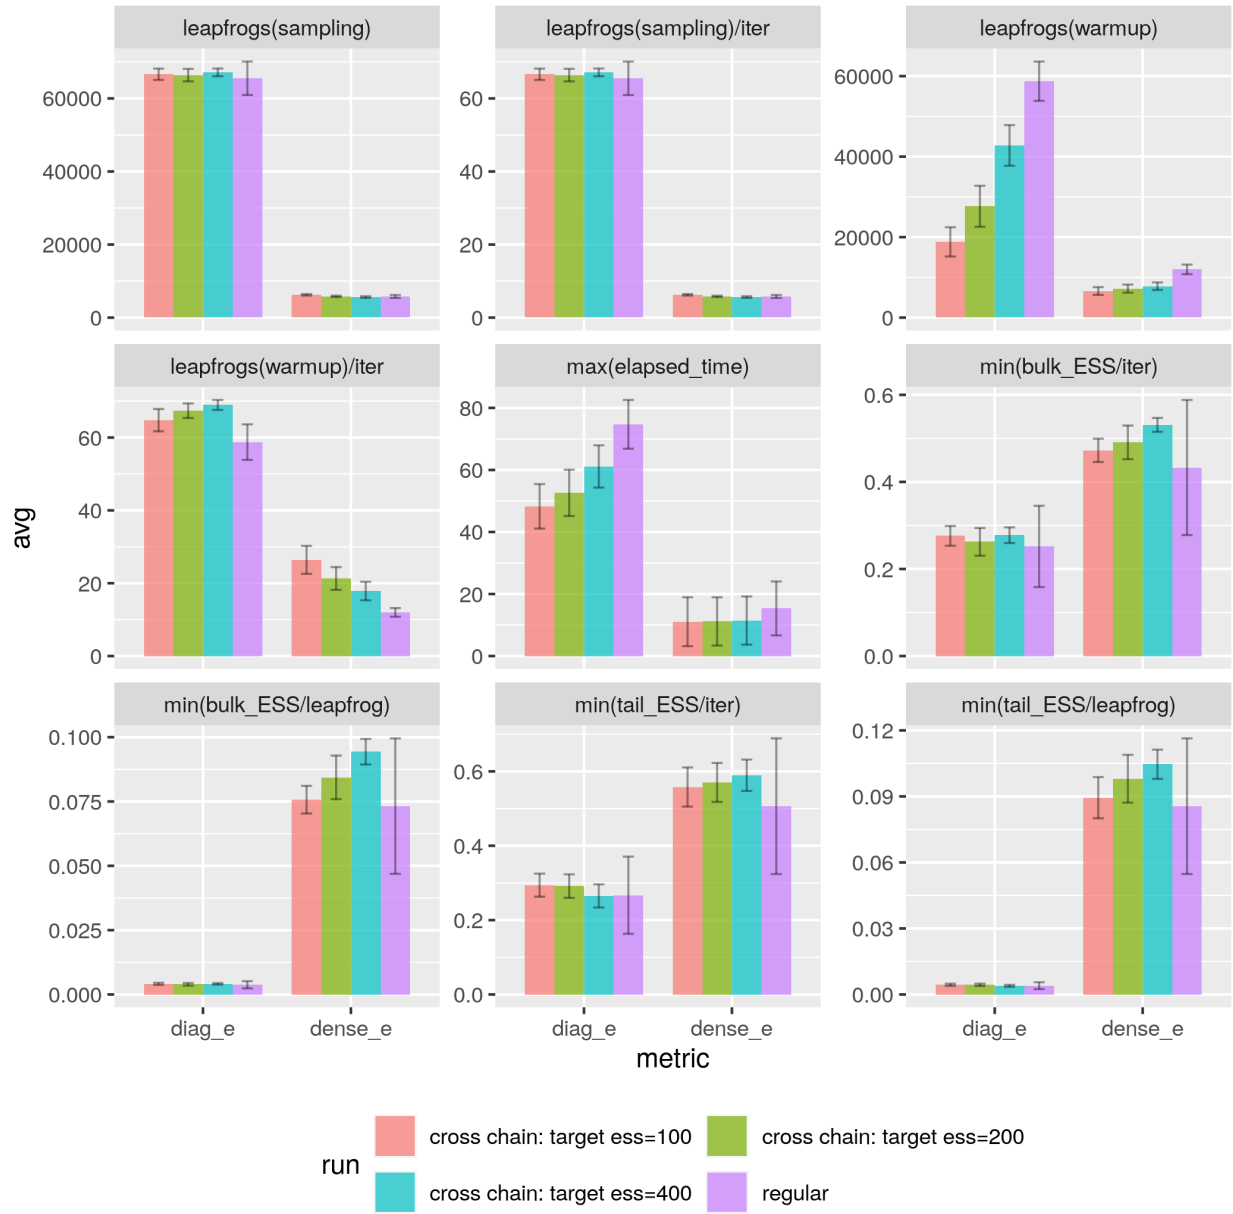 leapfrogs(sampling)
leapfrogs(sampling)/iter
leapfrogs(warmup)
60000
40000
20000
0
60
40
20
0
60000
40000
20000
0
leapfrogs(warmup)/iter
max(elapsed_time)
min(bulk_ESS/iter)
60
40
20
0
80
60
40
20
0
0.6
0.4
0.2
0.0
avg
min(bulk_ESS/leapfrog)
min(tail_ESS/iter)
min(tail_ESS/leapfrog)
0.100
0.075
0.050
0.025
0.000
0.6
0.4
0.2
0.0
0.12
0.09
0.06
0.03
0.00
diag_e dense_e
diag_e dense_e
diag_e dense_e
metric
run
cross chain: target ess=100
cross chain: target ess=200
cross chain: target ess=400
regular